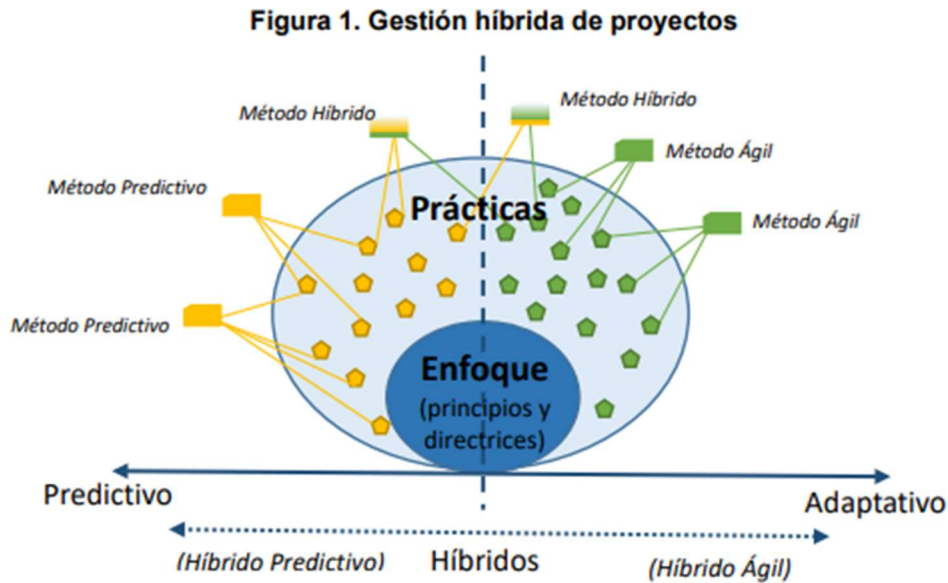 Figura 1. Gestión híbrida de proyectos
Método Híbrido
Método Híbrido
Método Ágil
Método Predictivo
Prácticas
Método Ágil
Método Predictivo
Enfoque
(principios y
directrices)
Predictivo
Adaptativo
(Híbrido Predictivo)
Híbridos
(Híbrido Ágil)